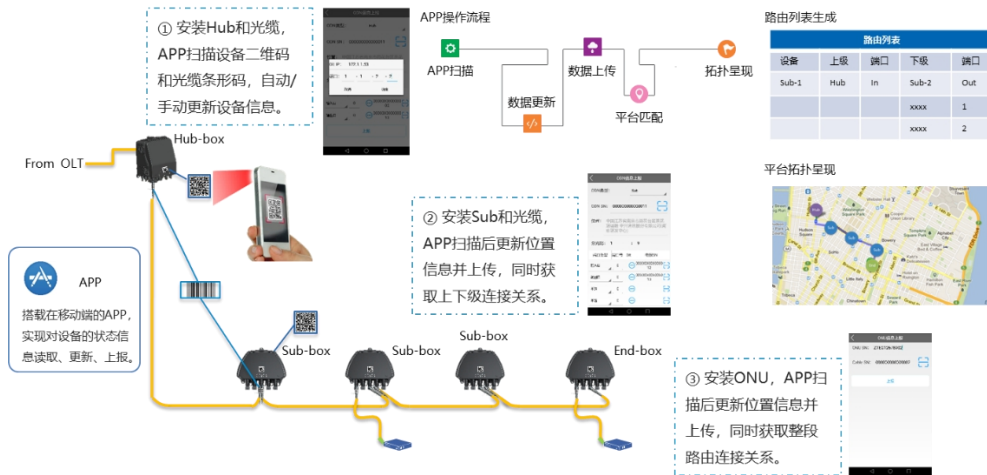 ① 安装Hub和光缆，
APP扫描设备二维码
和光缆条形码，自动/
手动更新设备信息。
APP操作流程
APP扫描
数据更新
数据上传
平台匹配
拓扑呈现
路由列表生成
路由列表
设备 上级 端口 下级 端口
Sub-1 Hub In Sub-2 Out
xxxx 1
xxxx 2
Hub-box
From OLT
② 安装Sub和光缆，
APP扫描后更新位置
信息并上传，同时获
取上下级连接关系。
平台拓扑呈现
Hub
Sub
Sub
APP
搭载在移动端的APP，
实现对设备的状态信
息读取、更新、上报。
Sub-box
Sub-box
Sub-box
End-box
③ 安装ONU，APP扫
描后更新位置信息并
上传，同时获取整段
路由连接关系。